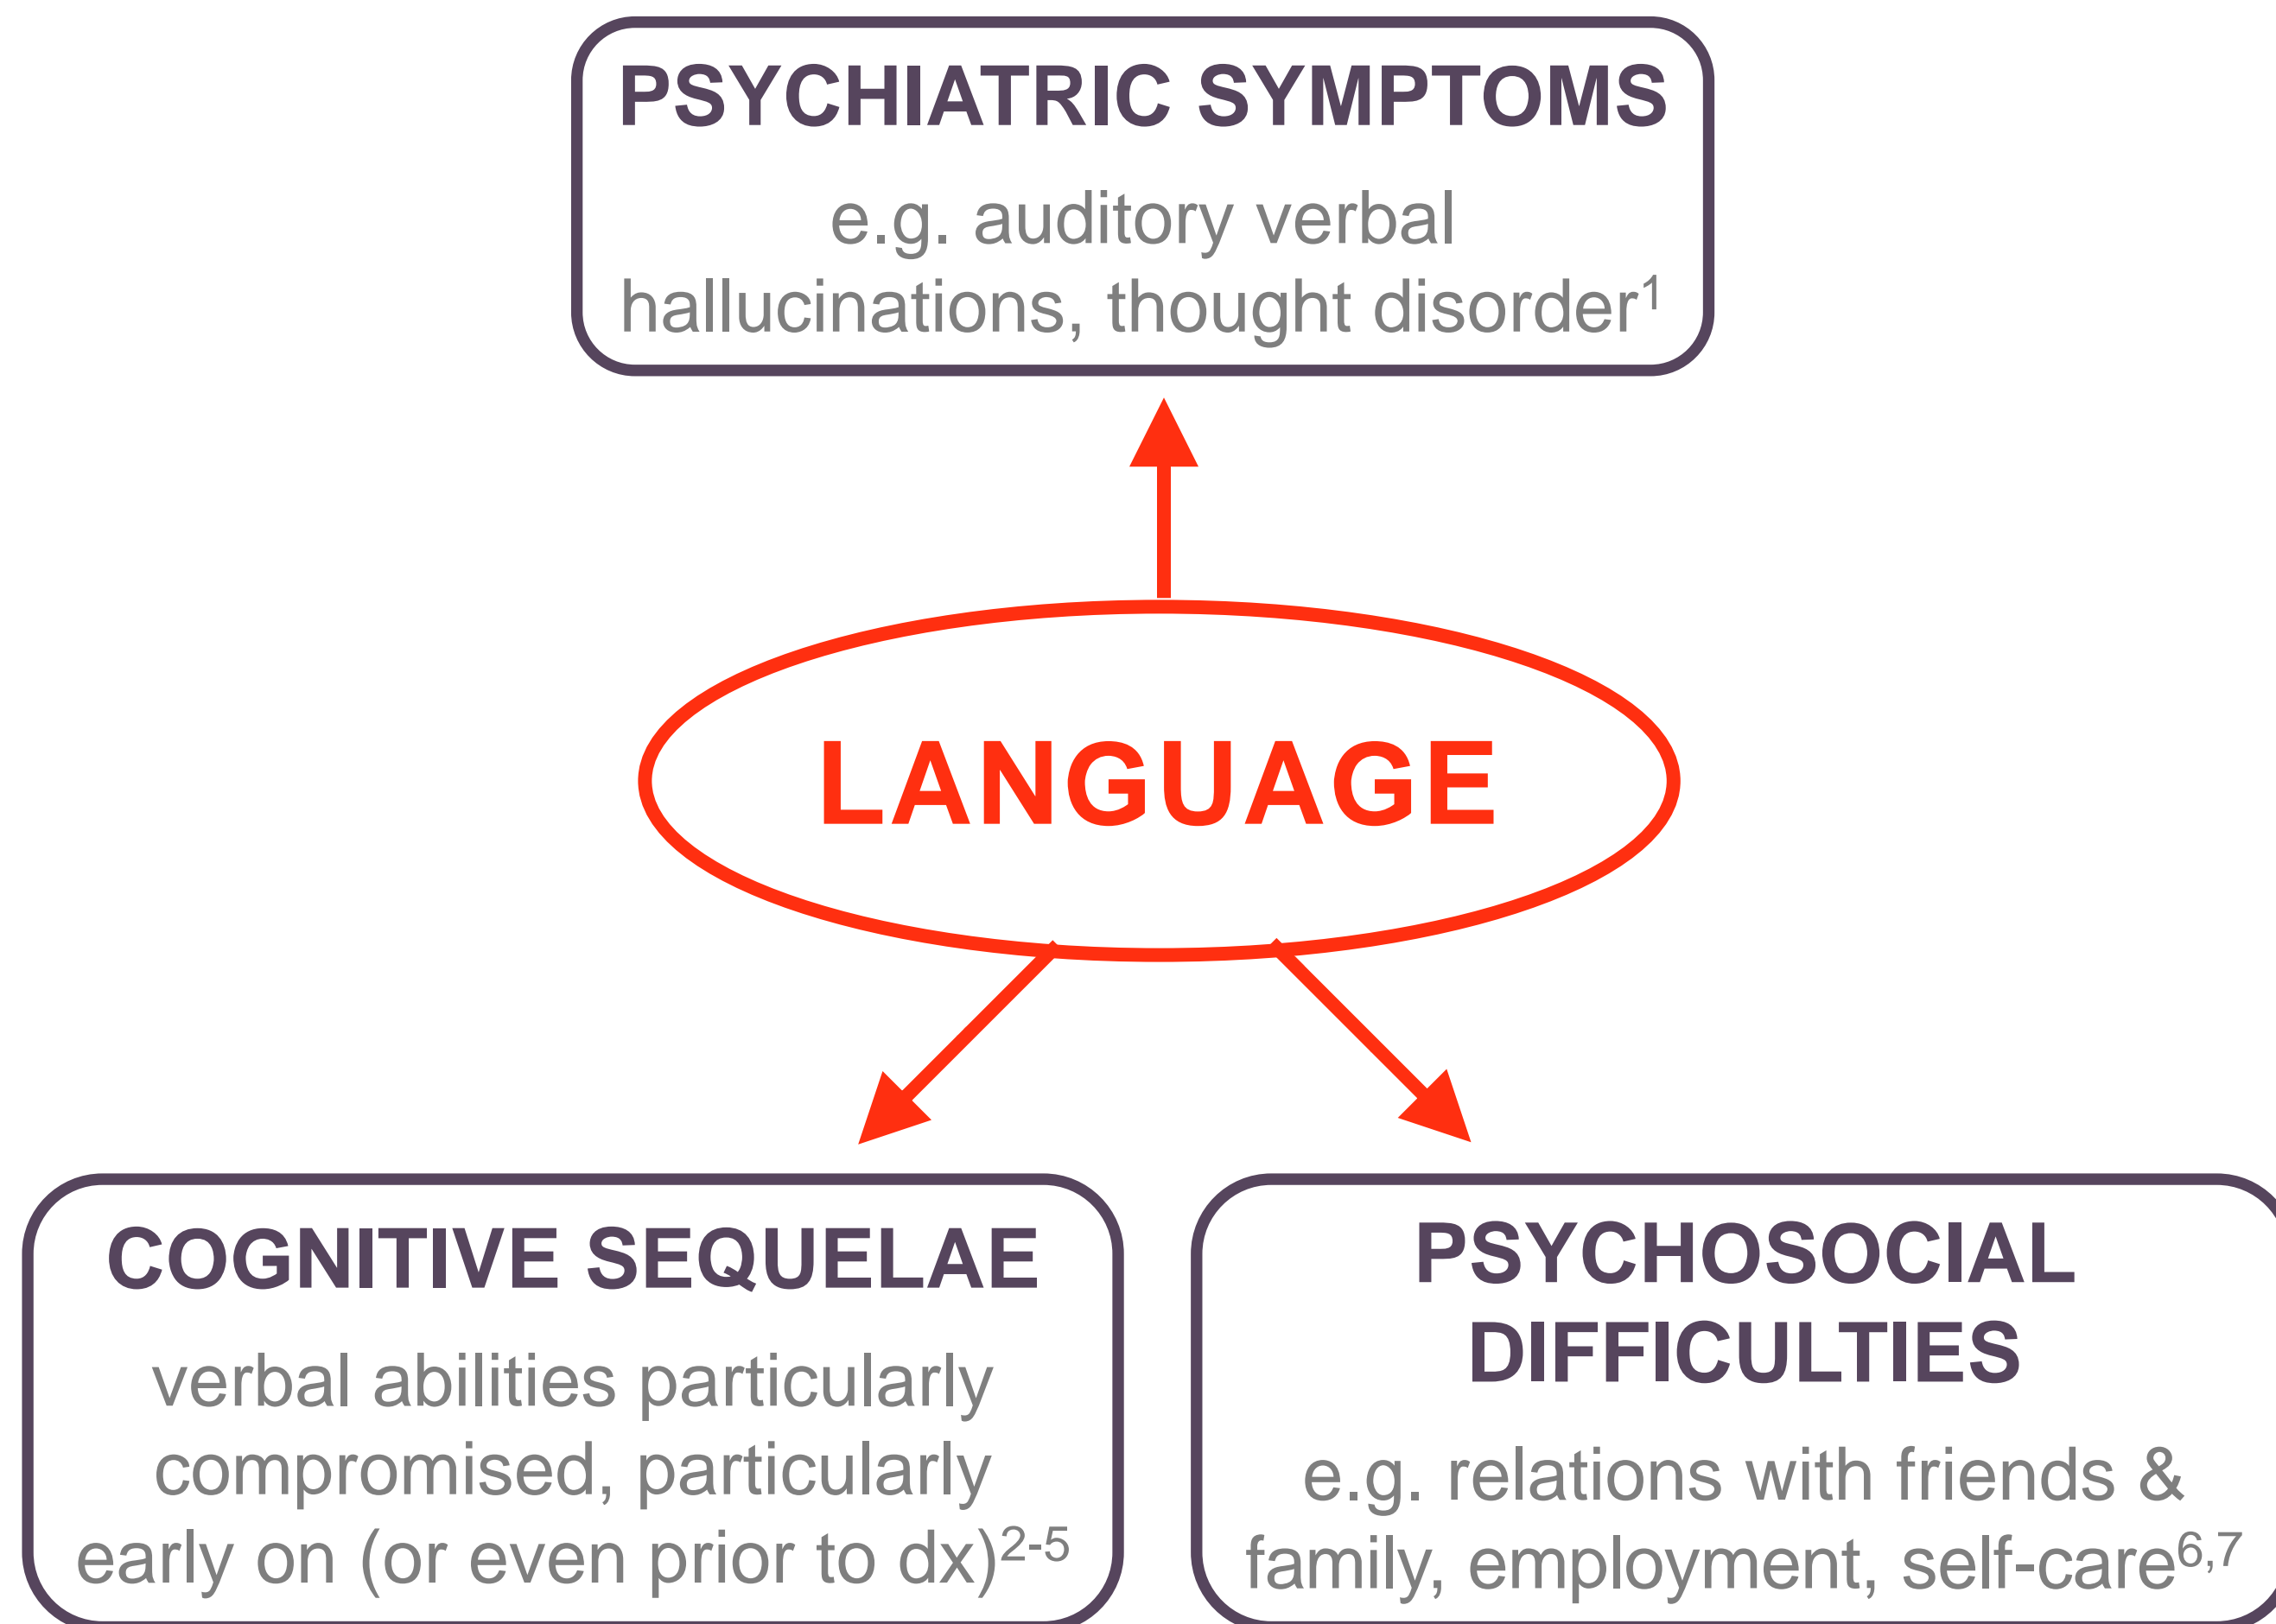 PSYCHIATRIC SYMPTOMS
e.g. auditory verbal
hallucinations, thought disorder¹
LANGUAGE
COGNITIVE SEQUELAE
verbal abilities particularly
compromised, particularly
early on (or even prior to dx)²⁻⁵
PSYCHOSOCIAL
DIFFICULTIES
e.g. relations with friends &
family, employment, self-care⁶,⁷